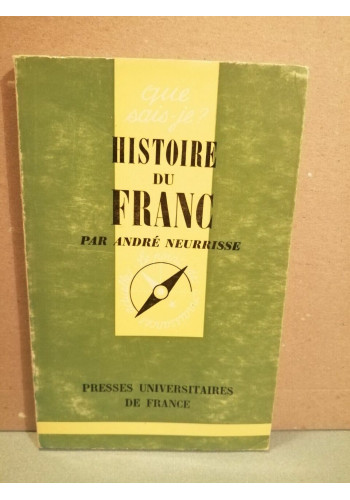 que
sais-je?
HISTOIRE
DU
FRANC
PAR ANDRÉ NEURRISSE
PRESSES UNIVERSITAIRES
DE FRANCE